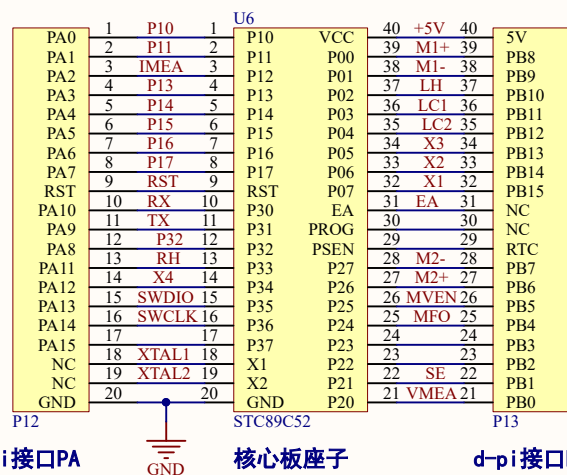 U6
PA0 1 P10 1 P10 VCC 40 +5V 40 5V
PA1 2 P11 2 P11 P00 39 M1+ 39 PB8
PA2 3 IMEA 3 P12 P01 38 M1- 38 PB9
PA3 4 P13 4 P13 P02 37 LH 37 PB10
PA4 5 P14 5 P14 P03 36 LC1 36 PB11
PA5 6 P15 6 P15 P04 35 LC2 35 PB12
PA6 7 P16 7 P16 P05 34 X3 34 PB13
PA7 8 P17 8 P17 P06 33 X2 33 PB14
RST 9 RST 9 RST P07 32 X1 32 PB15
PA10 10 RX 10 P30 EA 31 EA 31 NC
PA9 11 TX 11 P31 PROG 30 30 NC
PA8 12 P32 12 P32 PSEN 29 29 RTC
PA11 13 RH 13 P33 P27 28 M2- 28 PB7
PA12 14 X4 14 P34 P26 27 M2+ 27 PB6
PA13 15 SWDIO 15 P35 P25 26 MVEN 26 PB5
PA14 16 SWCLK 16 P36 P24 25 MFO 25 PB4
PA15 17 17 P37 P23 24 24 PB3
NC 18 XTAL1 18 X1 P22 23 23 PB2
NC 19 XTAL2 19 X2 P21 22 SE 22 PB1
GND 20 20 GND P20 21 VMEA 21 PB0
P12 STC89C52 P13
i接口PA 核心板座子 d-pi接口
GND